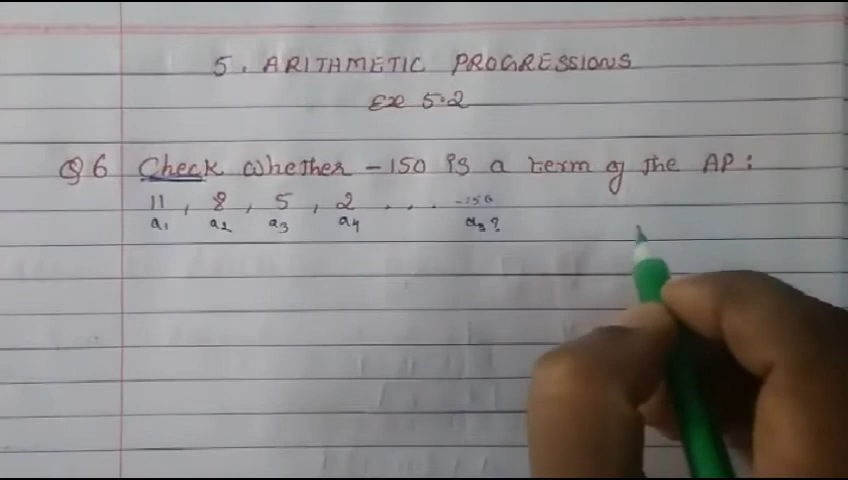 5. ARITHMETIC PROGRESSIONS
Ex 5.2
Q6 Check whether -150 is a term of the AP:
11, 8, 5, 2 . . . -150
a1 a2 a3 a4 ?